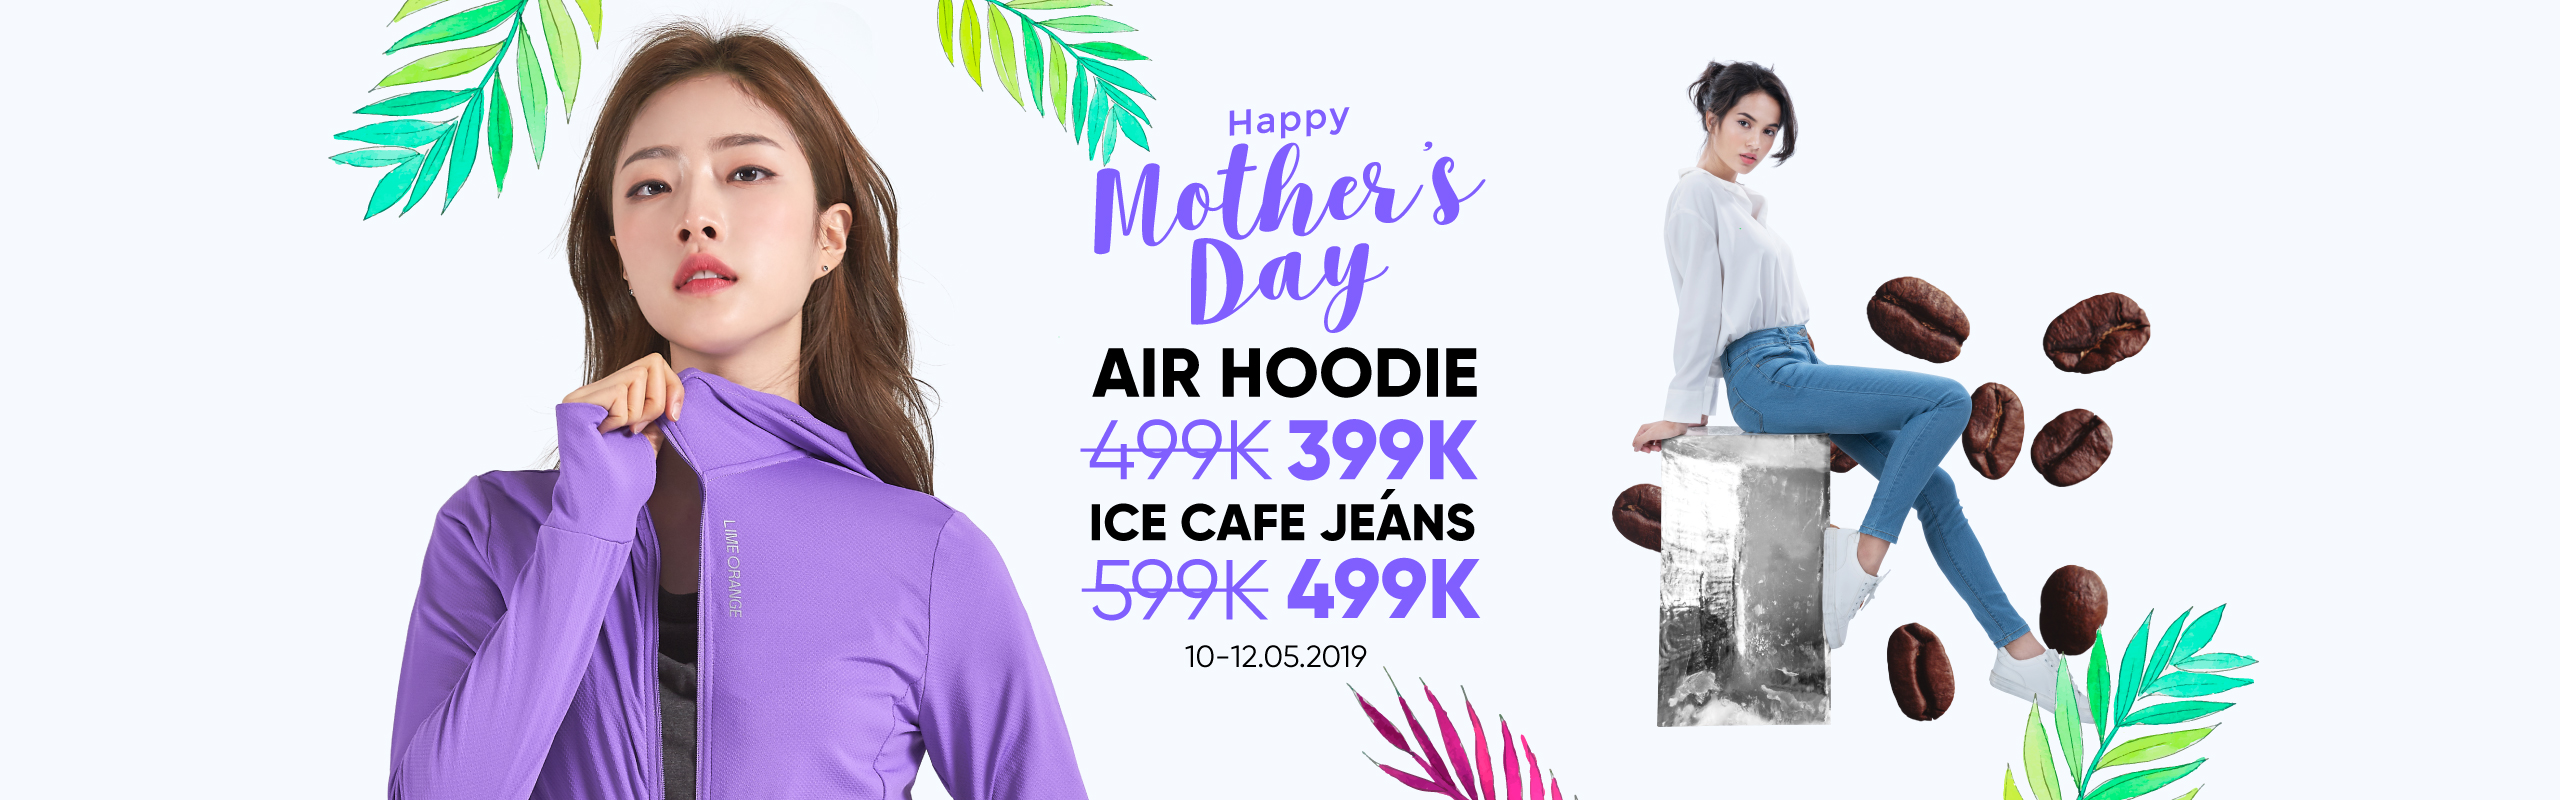 Happy
Mother's
Day
AIR HOODIE
499K 399K
ICE CAFE JEÁNS
599K 499K
10-12.05.2019
LIME ORANGE